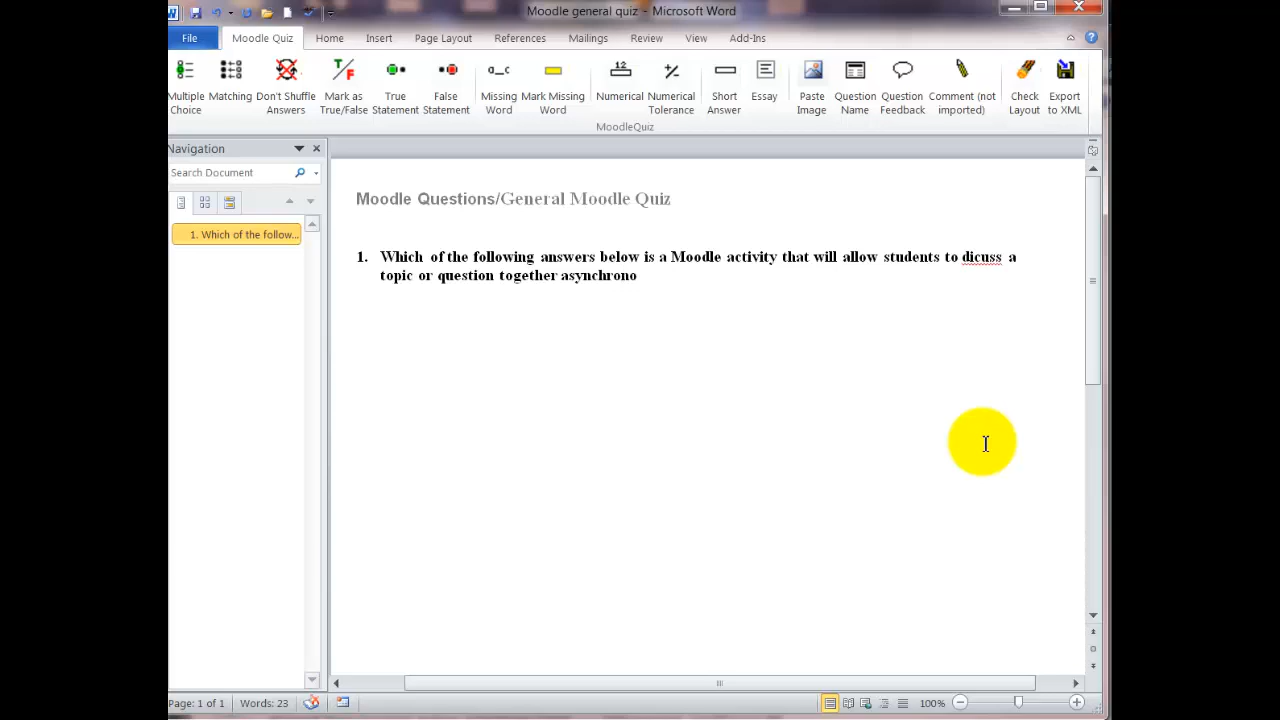 Moodle general quiz - Microsoft Word
File Moodle Quiz Home Insert Page Layout References Mailings Review View Add-Ins
Multiple Choice
Matching
Don't Shuffle Answers
Mark as True/False
True Statement
False Statement
Missing Word
Mark Missing Word
Numerical
Numerical Tolerance
Short Answer
Essay
Paste Image
Question Name
Question Feedback
Comment (not imported)
Check Layout
Export to XML
MoodleQuiz
Navigation
Search Document
1. Which of the follow...
Moodle Questions/General Moodle Quiz
1. Which of the following answers below is a Moodle activity that will allow students to dicuss a
topic or question together asynchrono
Page: 1 of 1 Words: 23 100%